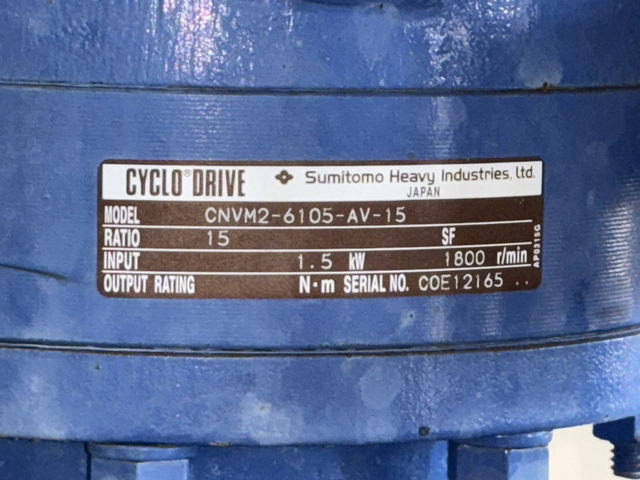 CYCLO® DRIVE Sumitomo Heavy Industries, Ltd.
JAPAN
MODEL CNVM2-6105-AV-15
RATIO 15 SF
INPUT 1.5 kW 1800 r/min
OUTPUT RATING N·m SERIAL NO. COE12165 ..
AP0315G